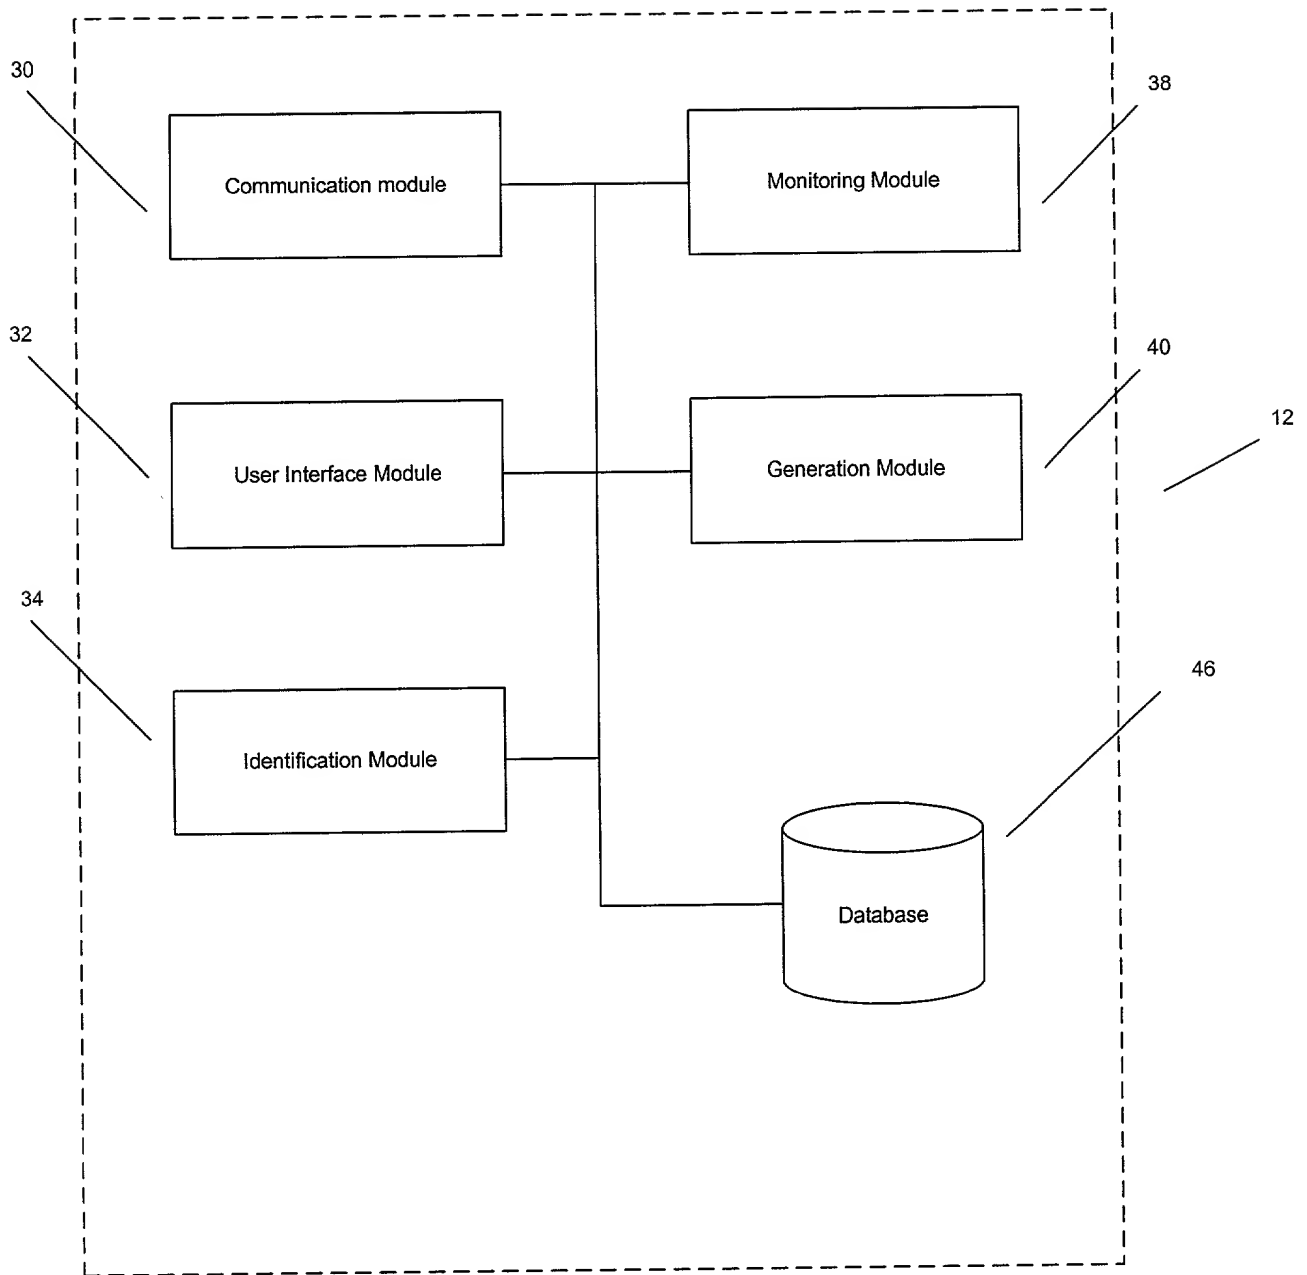 30
38
Communication module
Monitoring Module
32
40
12
User Interface Module
Generation Module
34
46
Identification Module
Database